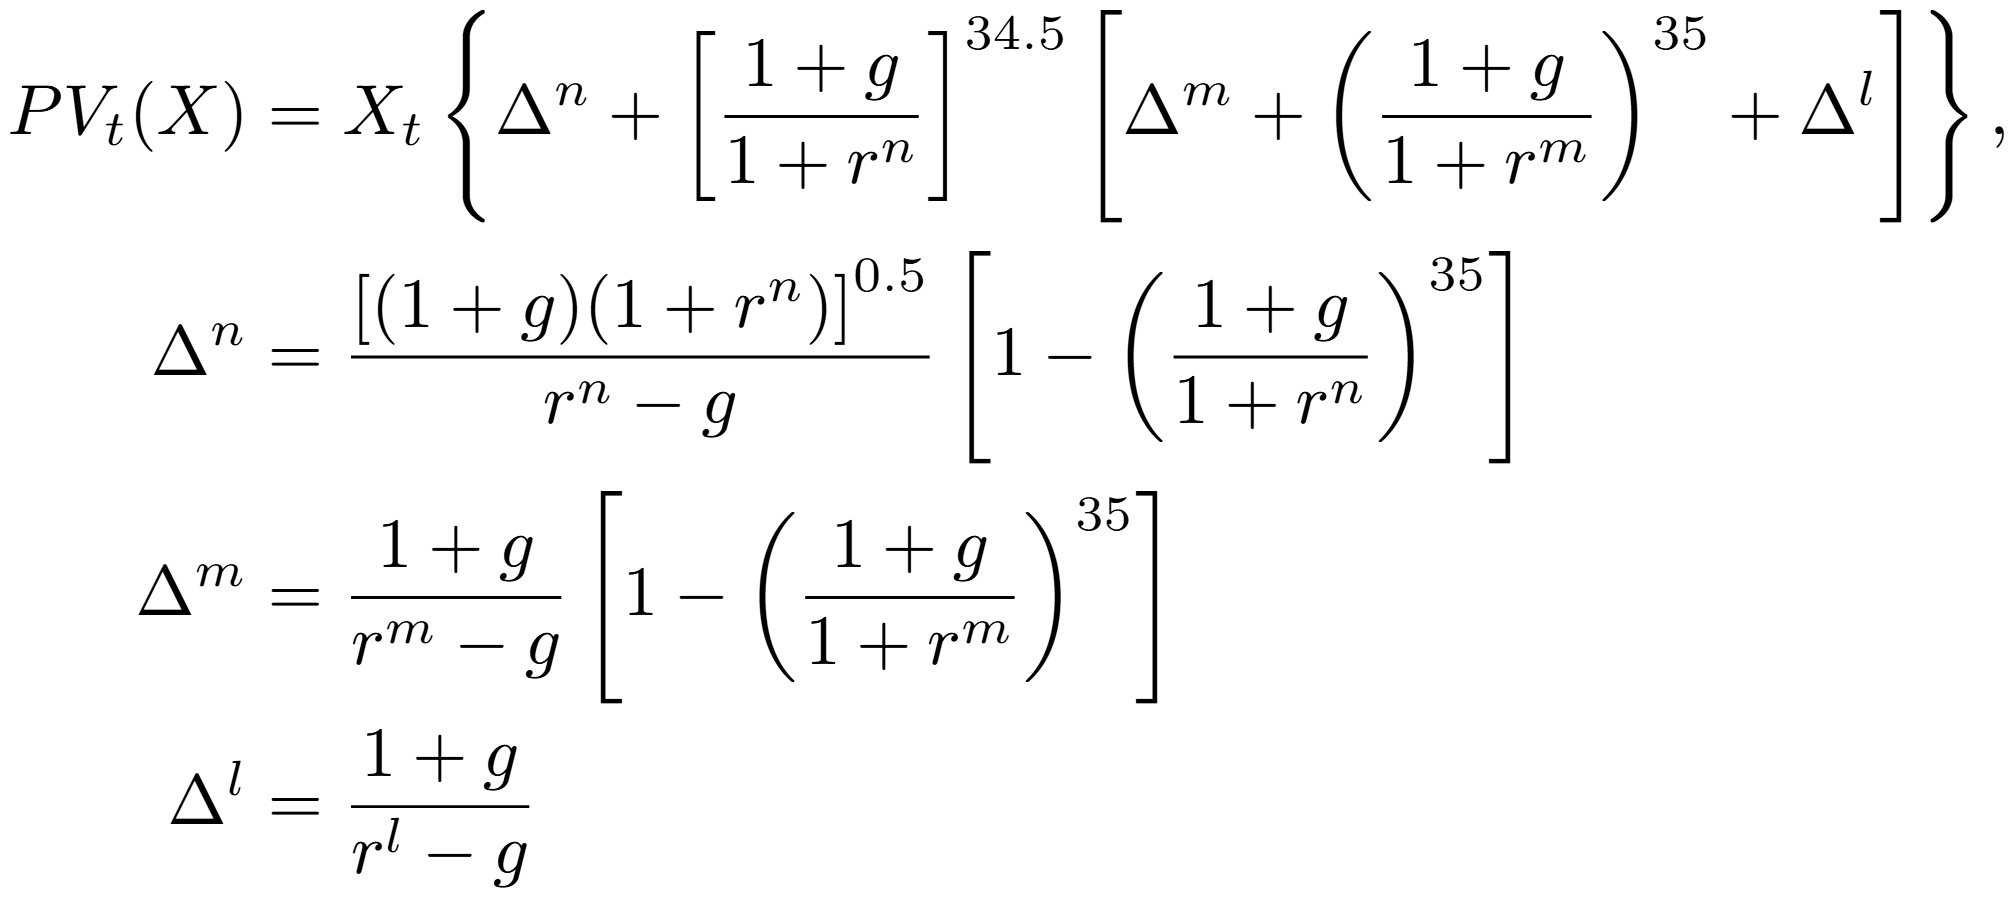 PV_t(X) = X_t \left\{ \Delta^n + \left[ \frac{1+g}{1+r^n} \right]^{34.5} \left[ \Delta^m + \left( \frac{1+g}{1+r^m} \right)^{35} + \Delta^l \right] \right\},
\Delta^n = \frac{[(1+g)(1+r^n)]^{0.5}}{r^n - g} \left[ 1 - \left( \frac{1+g}{1+r^n} \right)^{35} \right]
\Delta^m = \frac{1+g}{r^m - g} \left[ 1 - \left( \frac{1+g}{1+r^m} \right)^{35} \right]
\Delta^l = \frac{1+g}{r^l - g}